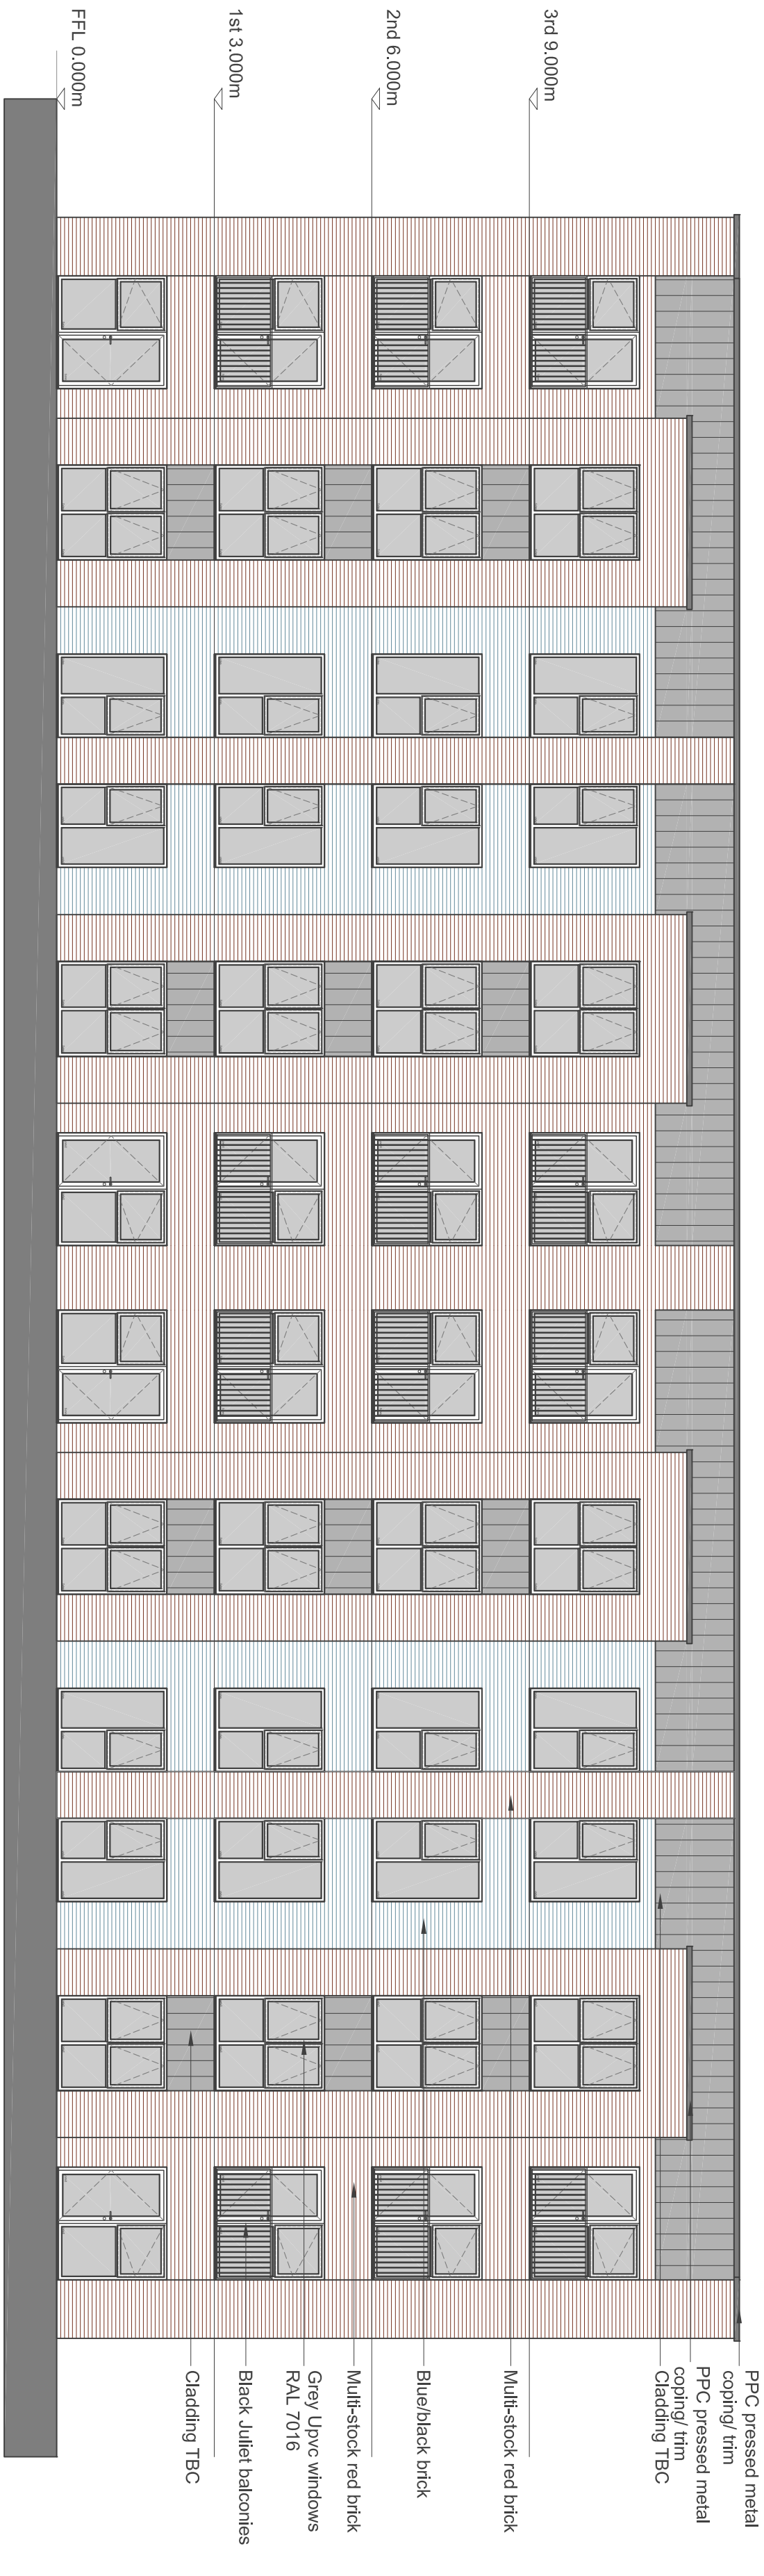 3rd 9.000m
2nd 6.000m
1st 3.000m
FFL 0.000m
PPC pressed metal
coping/ trim
PPC pressed metal
coping/ trim
Cladding TBC
Multi-stock red brick
Blue/black brick
Multi-stock red brick
Grey Upvc windows
RAL 7016
Black Juliet balconies
Cladding TBC